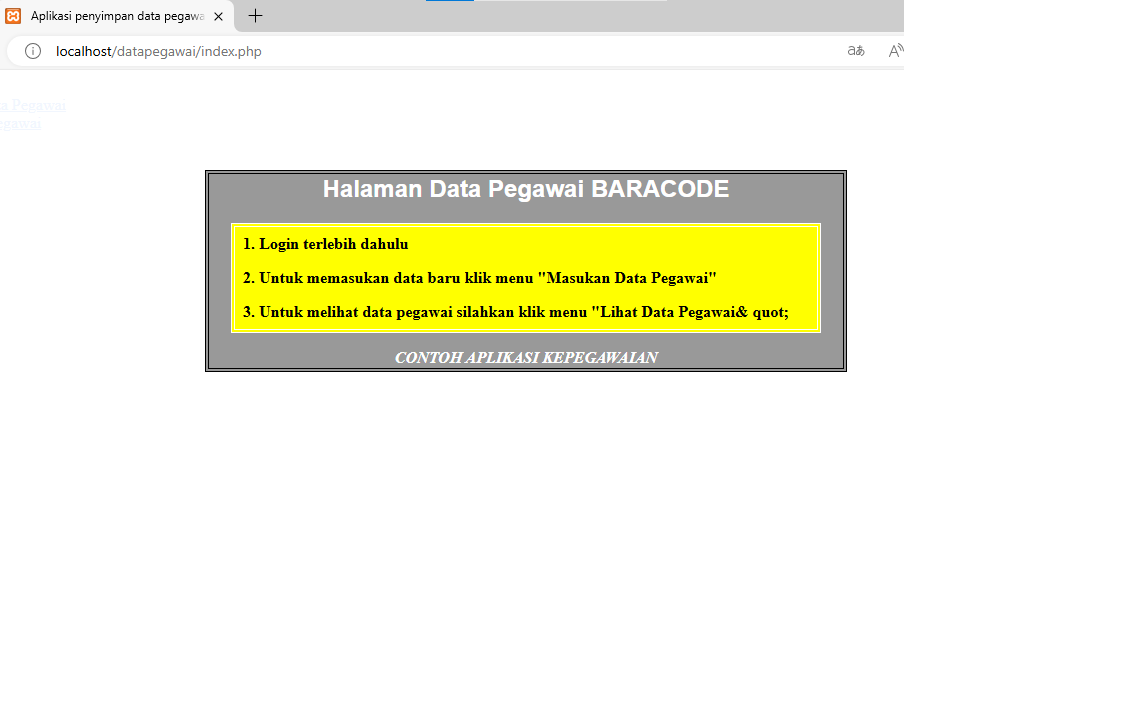 Aplikasi penyimpan data pegawa
localhost/datapegawai/index.php
a Pegawai
egawai
Halaman Data Pegawai BARACODE
1. Login terlebih dahulu
2. Untuk memasukan data baru klik menu "Masukan Data Pegawai"
3. Untuk melihat data pegawai silahkan klik menu "Lihat Data Pegawai& quot;
CONTOH APLIKASI KEPEGAWAIAN